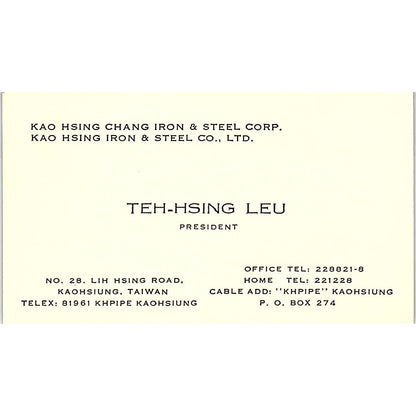 KAO HSING CHANG IRON & STEEL CORP.
KAO HSING IRON & STEEL CO., LTD.
TEH-HSING LEU
PRESIDENT
NO. 28. LIH HSING ROAD,
KAOHSIUNG, TAIWAN
TELEX: 81961 KHPIPE KAOHSIUNG
OFFICE TEL: 228821-8
HOME TEL: 221228
CABLE ADD: "KHPIPE" KAOHSIUNG
P. O. BOX 274